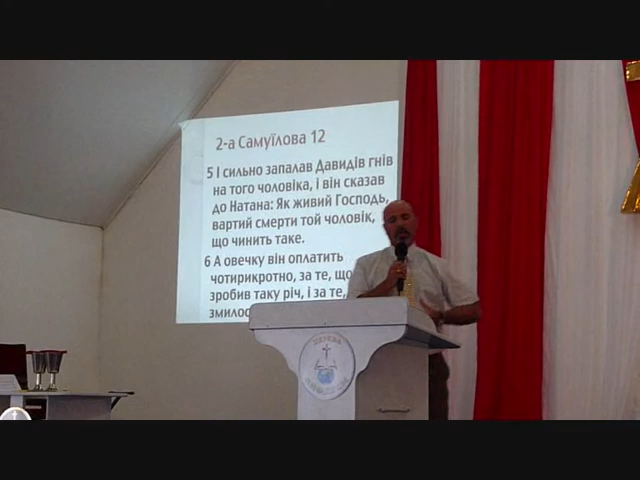 2-а Самуїлова 12
5 І сильно запалав Давидів гнів
на того чоловіка, і він сказав
до Натана: Як живий Господь,
вартий смерти той чоловік,
що чинить таке.
6 А овечку він оплатить
чотирикротно, за те, що
зробив таку річ, і за те,